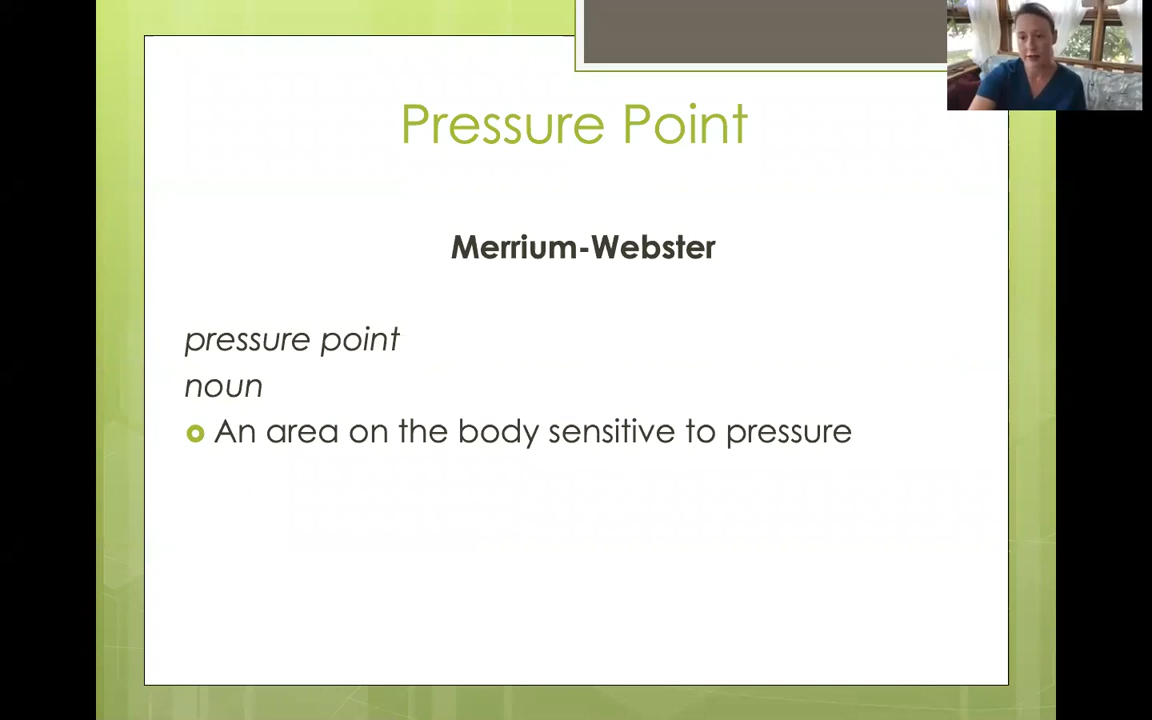 Pressure Point
Merrium-Webster
pressure point
noun
An area on the body sensitive to pressure